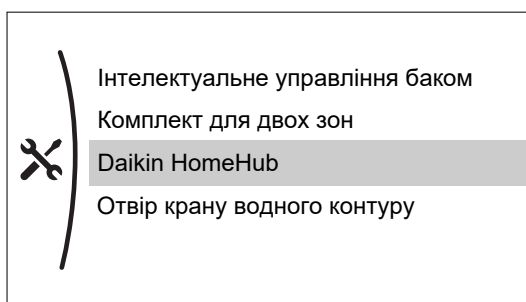 Інтелектуальне управління баком
Комплект для двох зон
Daikin HomeHub
Отвір крану водного контуру